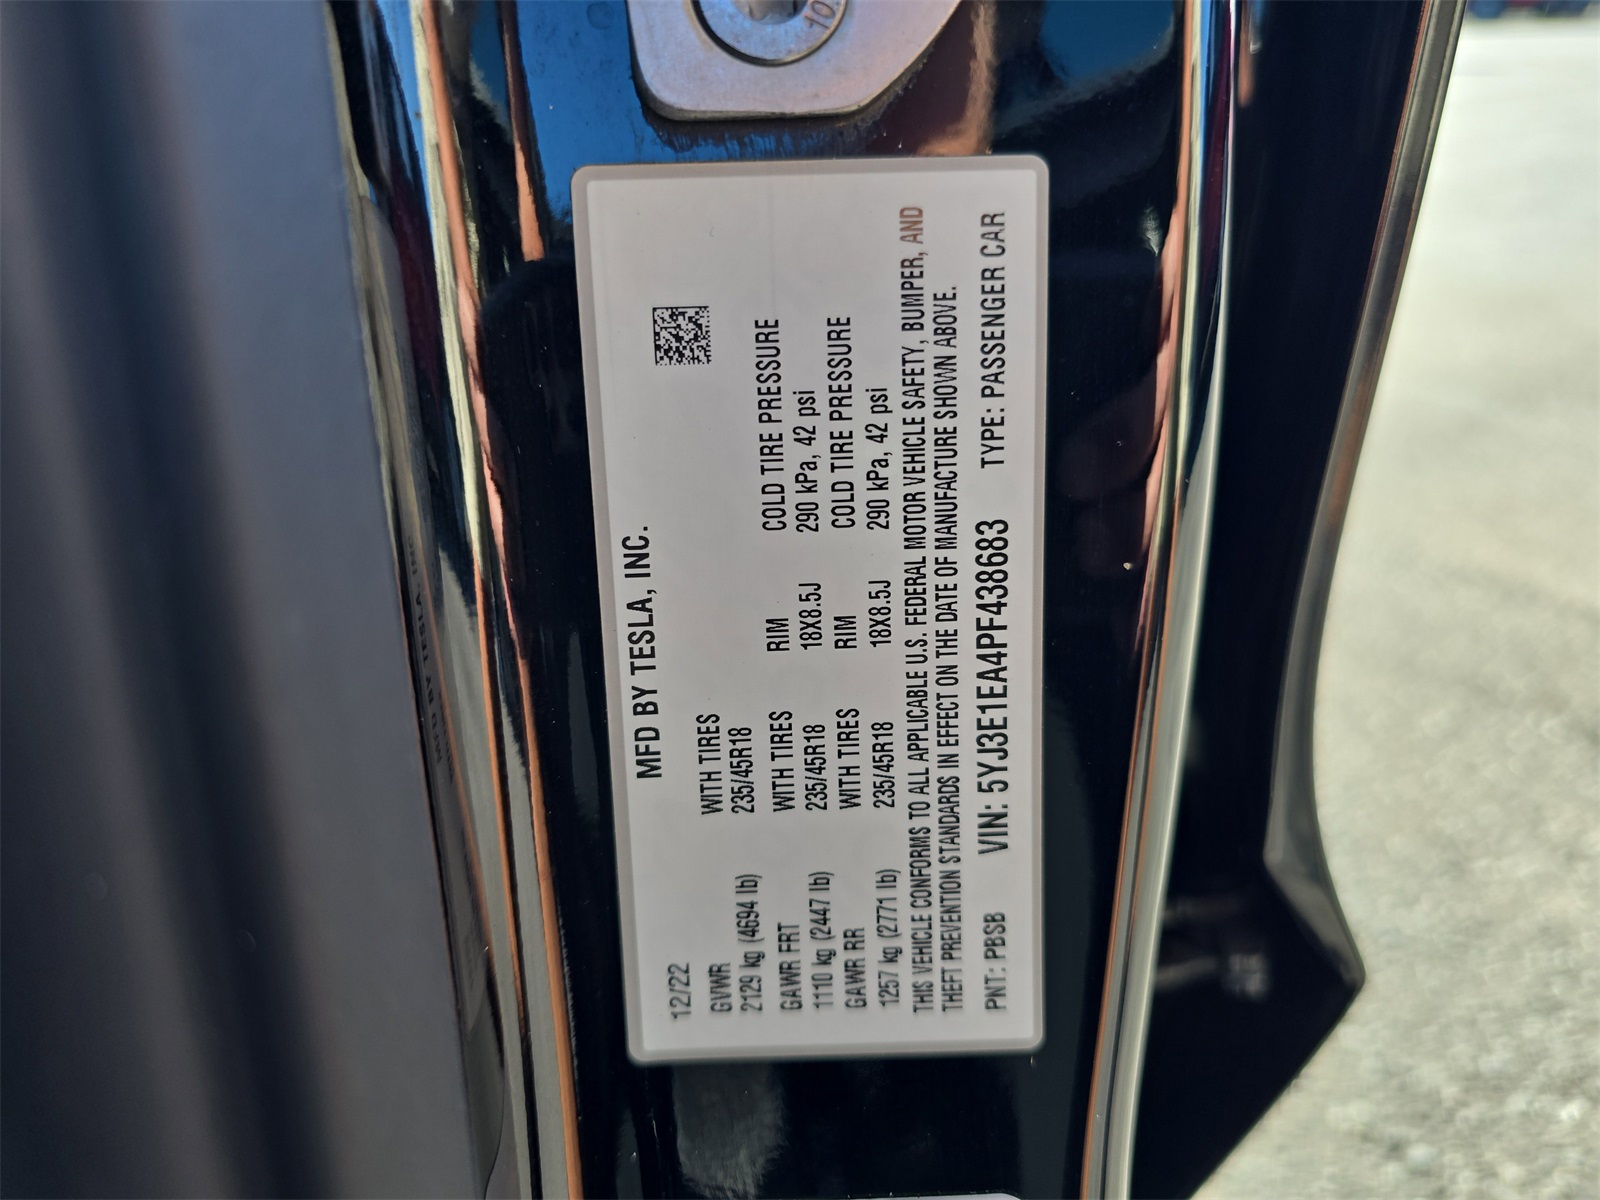 MFD BY TESLA, INC.
12/22
GVWR WITH TIRES
2129 kg (4694 lb) 235/45R18
GAWR FRT WITH TIRES RIM COLD TIRE PRESSURE
1110 kg (2447 lb) 235/45R18 18X8.5J 290 kPa, 42 psi
GAWR RR WITH TIRES RIM COLD TIRE PRESSURE
1257 kg (2771 lb) 235/45R18 18X8.5J 290 kPa, 42 psi
THIS VEHICLE CONFORMS TO ALL APPLICABLE U.S. FEDERAL MOTOR VEHICLE SAFETY, BUMPER, AND
THEFT PREVENTION STANDARDS IN EFFECT ON THE DATE OF MANUFACTURE SHOWN ABOVE.
PNT: PBSB VIN: 5YJ3E1EA4PF438683 TYPE: PASSENGER CAR